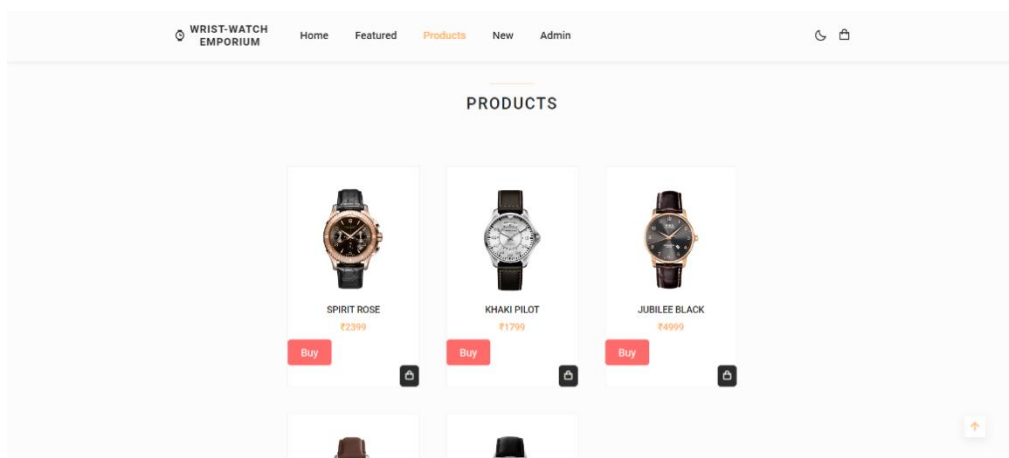 WRIST-WATCH
EMPORIUM
Home Featured Products New Admin
PRODUCTS
SPIRIT ROSE
₹2399
Buy
KHAKI PILOT
₹1799
Buy
JUBILEE BLACK
₹4999
Buy